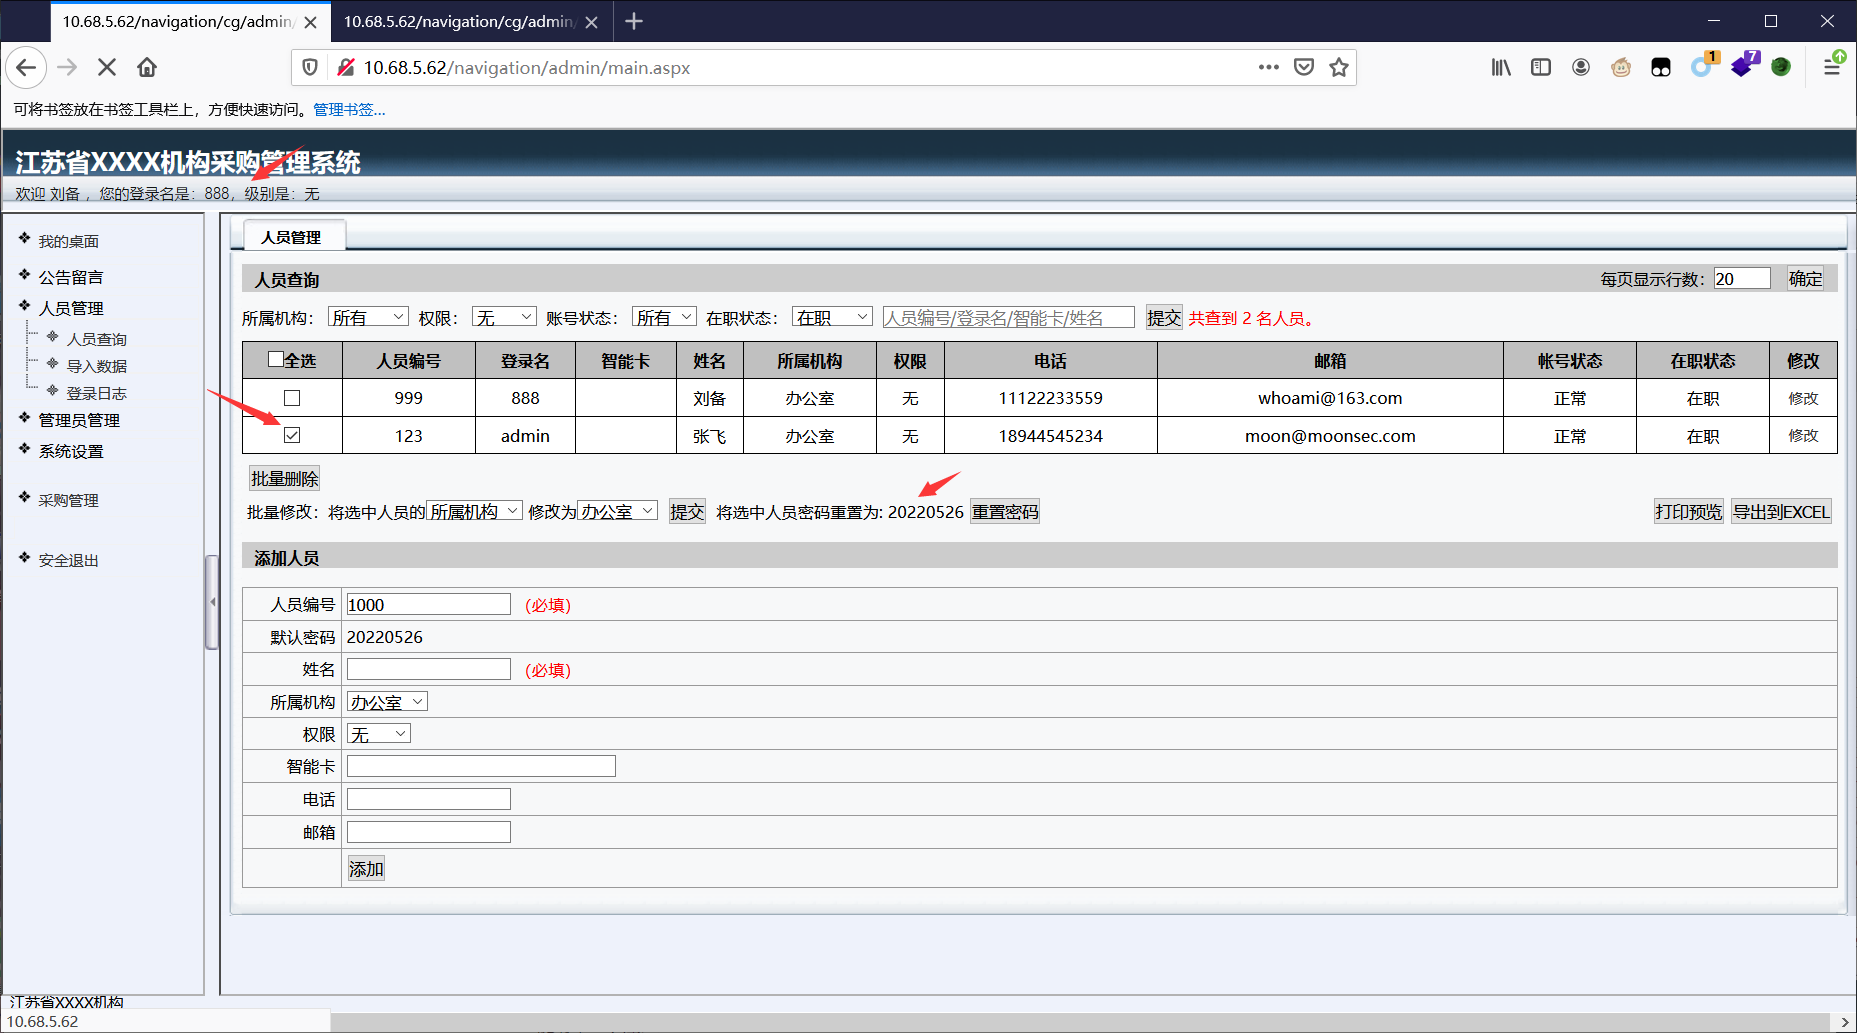 10.68.5.62/navigation/cg/admin/
10.68.5.62/navigation/cg/admin/
10.68.5.62/navigation/admin/main.aspx
1
7
可将书签放在书签工具栏上，方便快速访问。管理书签...
江苏省XXXX机构采购管理系统
欢迎 刘备 ，您的登录名是：888，级别是：无
我的桌面
公告留言
人员管理
人员查询
导入数据
登录日志
管理员管理
系统设置
采购管理
安全退出
人员管理
人员查询 每页显示行数： 20 确定
所属机构： 所有 权限： 无 账号状态： 所有 在职状态： 在职 人员编号/登录名/智能卡/姓名 提交 共查到 2 名人员。
全选 人员编号 登录名 智能卡 姓名 所属机构 权限 电话 邮箱 帐号状态 在职状态 修改
999 888 刘备 办公室 无 11122233559 whoami@163.com 正常 在职 修改
123 admin 张飞 办公室 无 18944545234 moon@moonsec.com 正常 在职 修改
批量删除
批量修改：将选中人员的 所属机构 修改为 办公室 提交 将选中人员密码重置为: 20220526 重置密码 打印预览 导出到EXCEL
添加人员
人员编号 1000 (必填)
默认密码 20220526
姓名 (必填)
所属机构 办公室
权限 无
智能卡
电话
邮箱
添加
江苏省XXXX机构
10.68.5.62